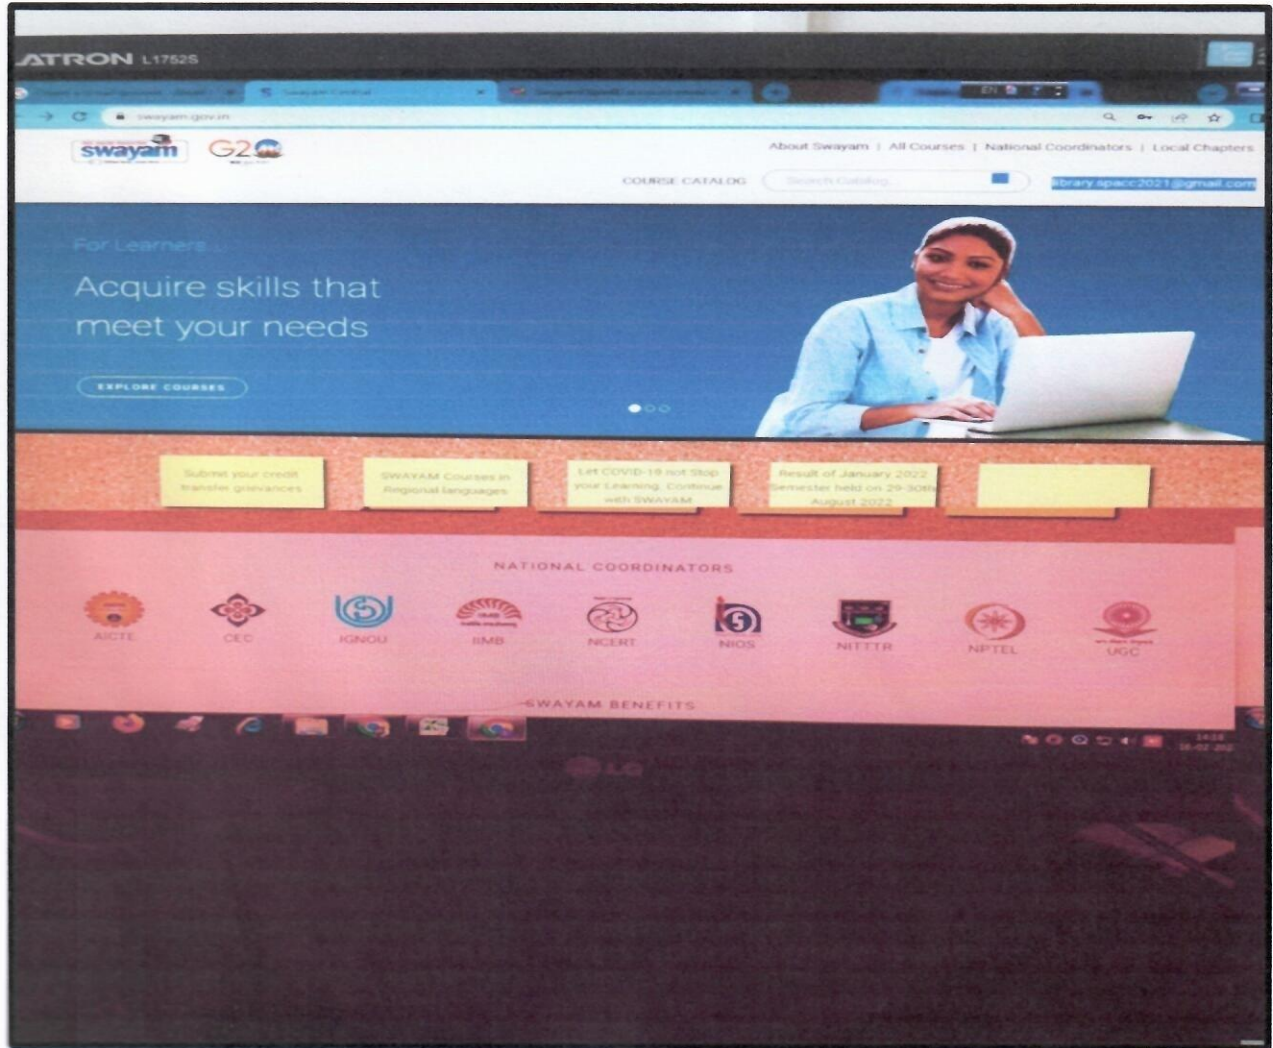 ATRON L1752S
Swayam Central
swayam.gov.in
swayam
G20
About Swayam | All Courses | National Coordinators | Local Chapters
COURSE CATALOG
Search Catalog...
library.spacc2021@gmail.com
For Learners...
Acquire skills that
meet your needs
EXPLORE COURSES
Submit your credit
transfer grievances
SWAYAM Courses in
Regional languages
Let COVID-19 not Stop
your Learning, Continue
with SWAYAM
Result of January 2022
Semester held on 29-30th
August 2022
NATIONAL COORDINATORS
AICTE
CEC
IGNOU
IIMB
NCERT
NIOS
NITTTR
NPTEL
UGC
SWAYAM BENEFITS
LG